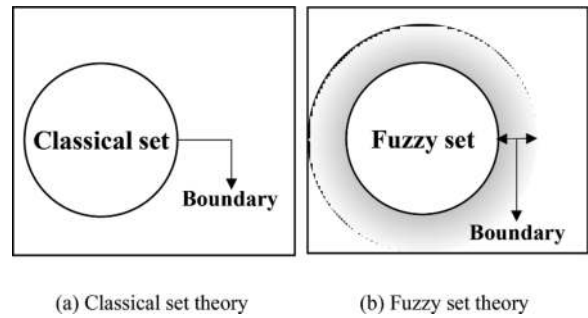 Classical set
Boundary
Fuzzy set
Boundary
(a) Classical set theory
(b) Fuzzy set theory